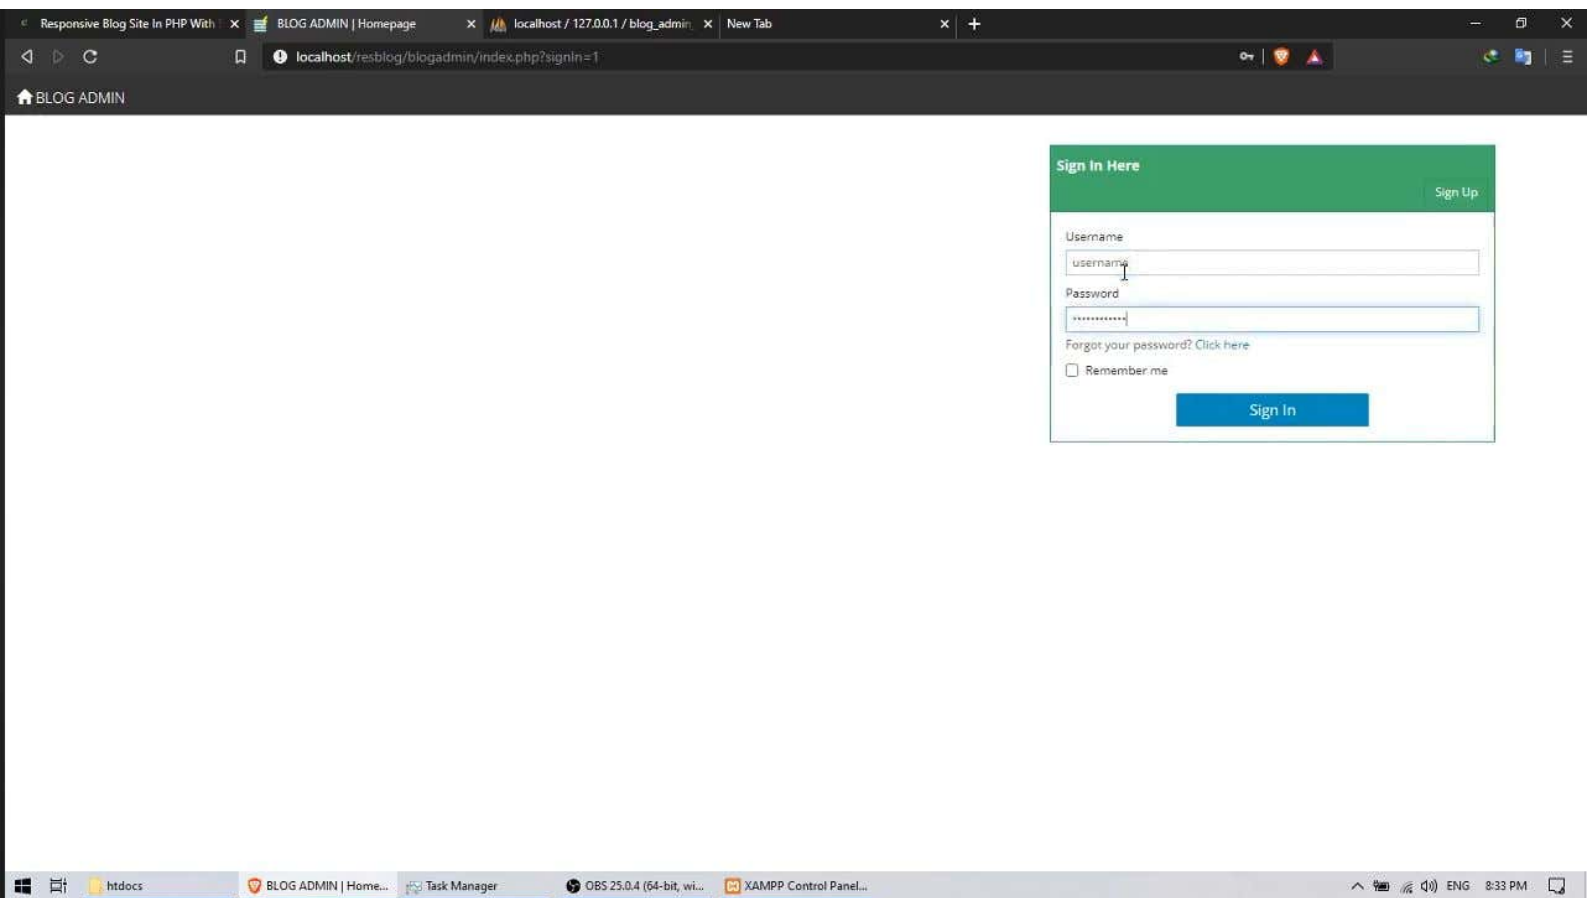 Responsive Blog Site In PHP With
BLOG ADMIN | Homepage
localhost / 127.0.0.1 / blog_admin_
New Tab
localhost/resblog/blogadmin/index.php?signIn=1
BLOG ADMIN
Sign In Here
Sign Up
Username
username
Password
Forgot your password? Click here
Remember me
Sign In
htdocs
BLOG ADMIN | Home...
Task Manager
OBS 25.0.4 (64-bit, wi...
XAMPP Control Panel...
ENG
8:33 PM